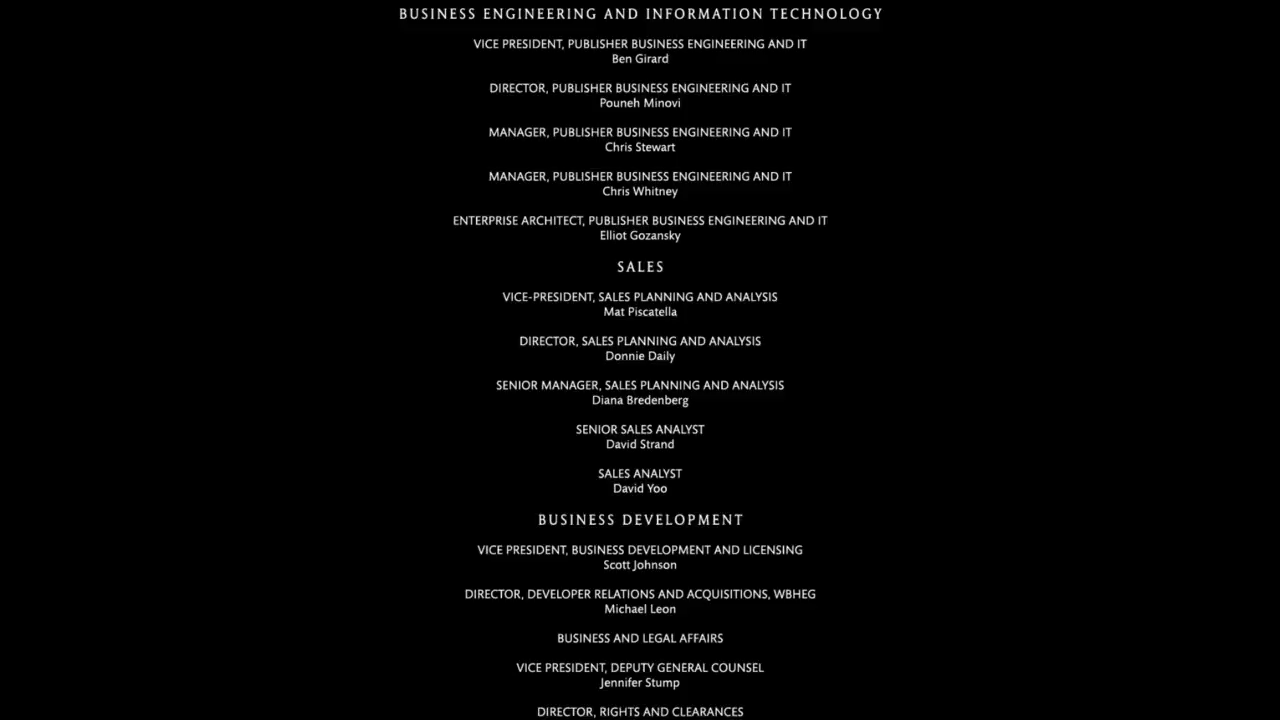 BUSINESS ENGINEERING AND INFORMATION TECHNOLOGY
VICE PRESIDENT, PUBLISHER BUSINESS ENGINEERING AND IT
Ben Girard
DIRECTOR, PUBLISHER BUSINESS ENGINEERING AND IT
Pouneh Minovi
MANAGER, PUBLISHER BUSINESS ENGINEERING AND IT
Chris Stewart
MANAGER, PUBLISHER BUSINESS ENGINEERING AND IT
Chris Whitney
ENTERPRISE ARCHITECT, PUBLISHER BUSINESS ENGINEERING AND IT
Elliot Gozansky
SALES
VICE-PRESIDENT, SALES PLANNING AND ANALYSIS
Mat Piscatella
DIRECTOR, SALES PLANNING AND ANALYSIS
Donnie Daily
SENIOR MANAGER, SALES PLANNING AND ANALYSIS
Diana Bredenberg
SENIOR SALES ANALYST
David Strand
SALES ANALYST
David Yoo
BUSINESS DEVELOPMENT
VICE PRESIDENT, BUSINESS DEVELOPMENT AND LICENSING
Scott Johnson
DIRECTOR, DEVELOPER RELATIONS AND ACQUISITIONS, WBHEG
Michael Leon
BUSINESS AND LEGAL AFFAIRS
VICE PRESIDENT, DEPUTY GENERAL COUNSEL
Jennifer Stump
DIRECTOR, RIGHTS AND CLEARANCES